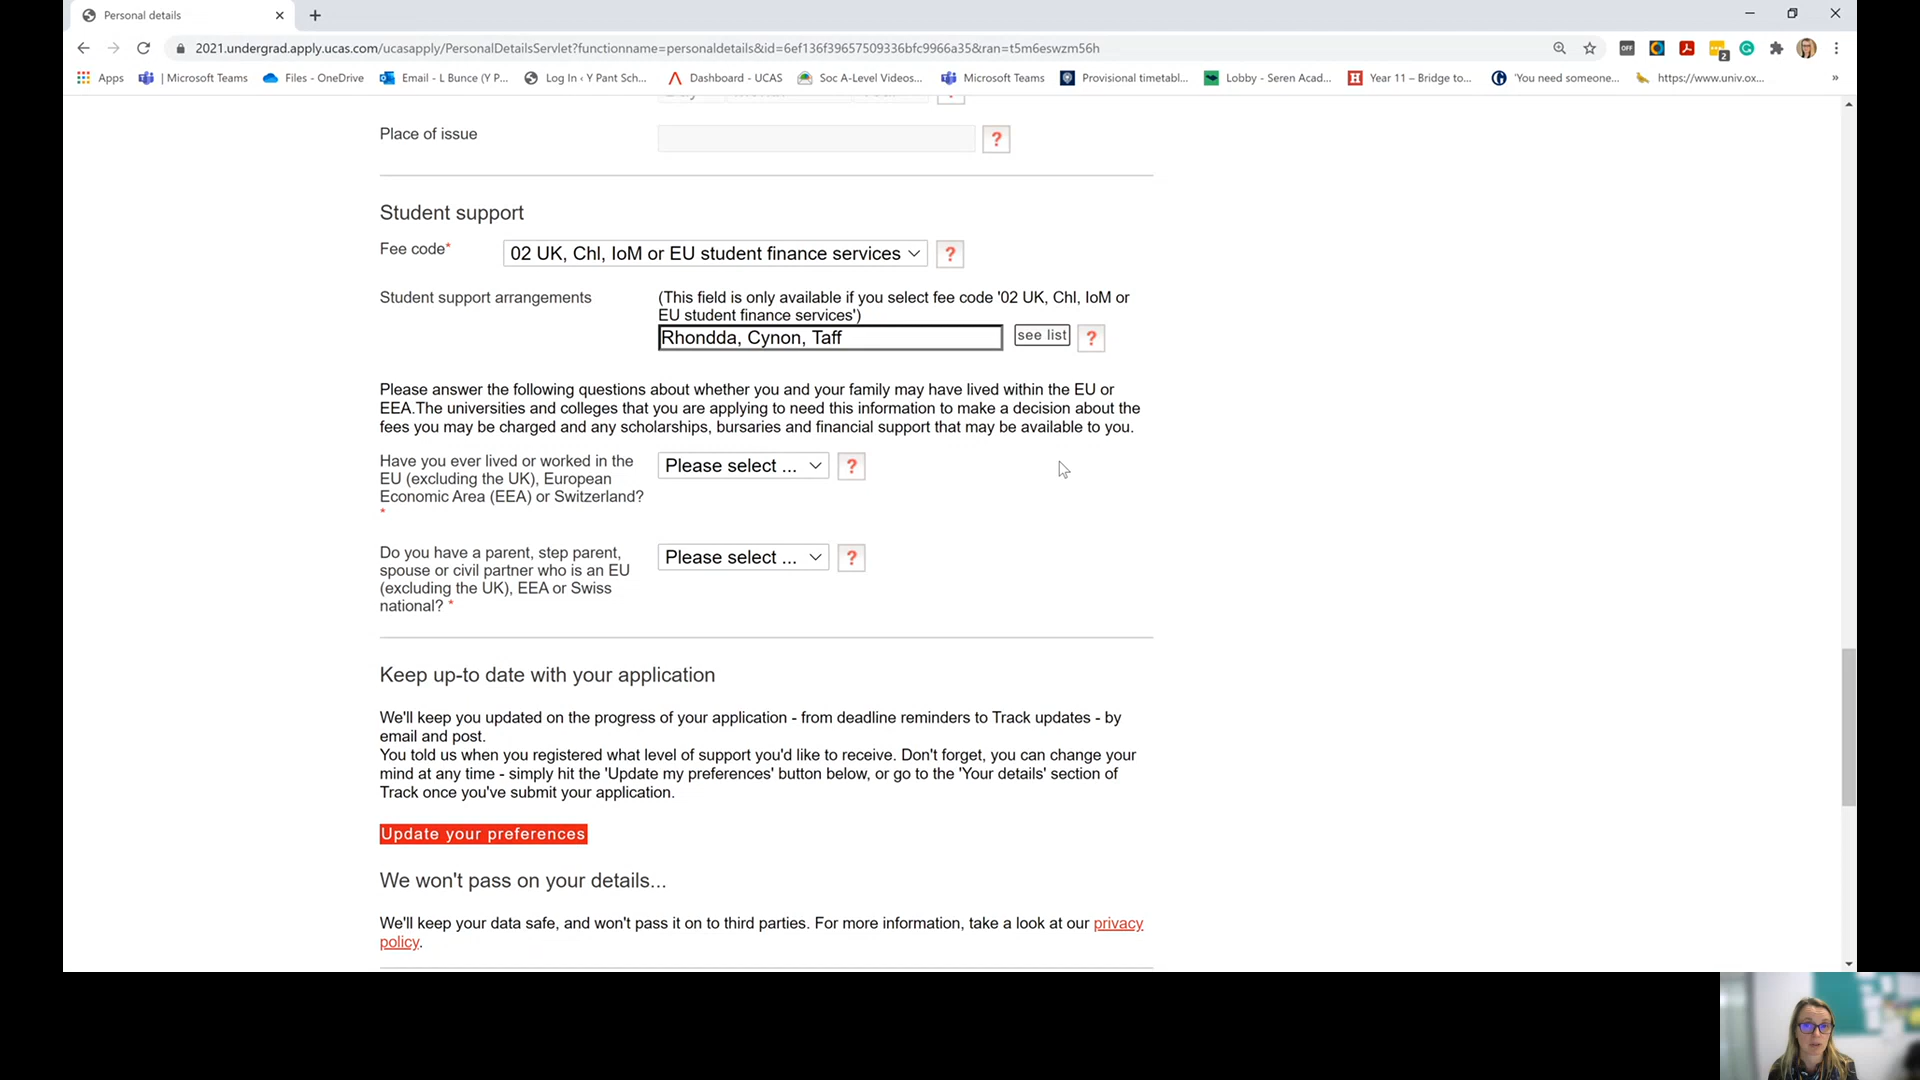 Personal details
2021.undergrad.apply.ucas.com/ucasapply/PersonalDetailsServlet?functionname=personaldetails&id=6ef136f39657509336bfc9966a35&ran=t5m6eswzm56h
OFF
2
Apps | Microsoft Teams Files - OneDrive Email - L Bunce (Y P... Log In ‹ Y Pant Sch... Dashboard - UCAS Soc A-Level Videos... Microsoft Teams Provisional timetabl... Lobby - Seren Acad... Year 11 – Bridge to... 'You need someone... https://www.univ.ox... »
Place of issue ?
Student support
Fee code* 02 UK, ChI, IoM or EU student finance services ?
Student support arrangements (This field is only available if you select fee code '02 UK, ChI, IoM or
EU student finance services')
Rhondda, Cynon, Taff see list ?
Please answer the following questions about whether you and your family may have lived within the EU or
EEA.The universities and colleges that you are applying to need this information to make a decision about the
fees you may be charged and any scholarships, bursaries and financial support that may be available to you.
Have you ever lived or worked in the Please select ... ?
EU (excluding the UK), European
Economic Area (EEA) or Switzerland?
*
Do you have a parent, step parent, Please select ... ?
spouse or civil partner who is an EU
(excluding the UK), EEA or Swiss
national? *
Keep up-to date with your application
We'll keep you updated on the progress of your application - from deadline reminders to Track updates - by
email and post.
You told us when you registered what level of support you'd like to receive. Don't forget, you can change your
mind at any time - simply hit the 'Update my preferences' button below, or go to the 'Your details' section of
Track once you've submit your application.
Update your preferences
We won't pass on your details...
We'll keep your data safe, and won't pass it on to third parties. For more information, take a look at our privacy
policy.